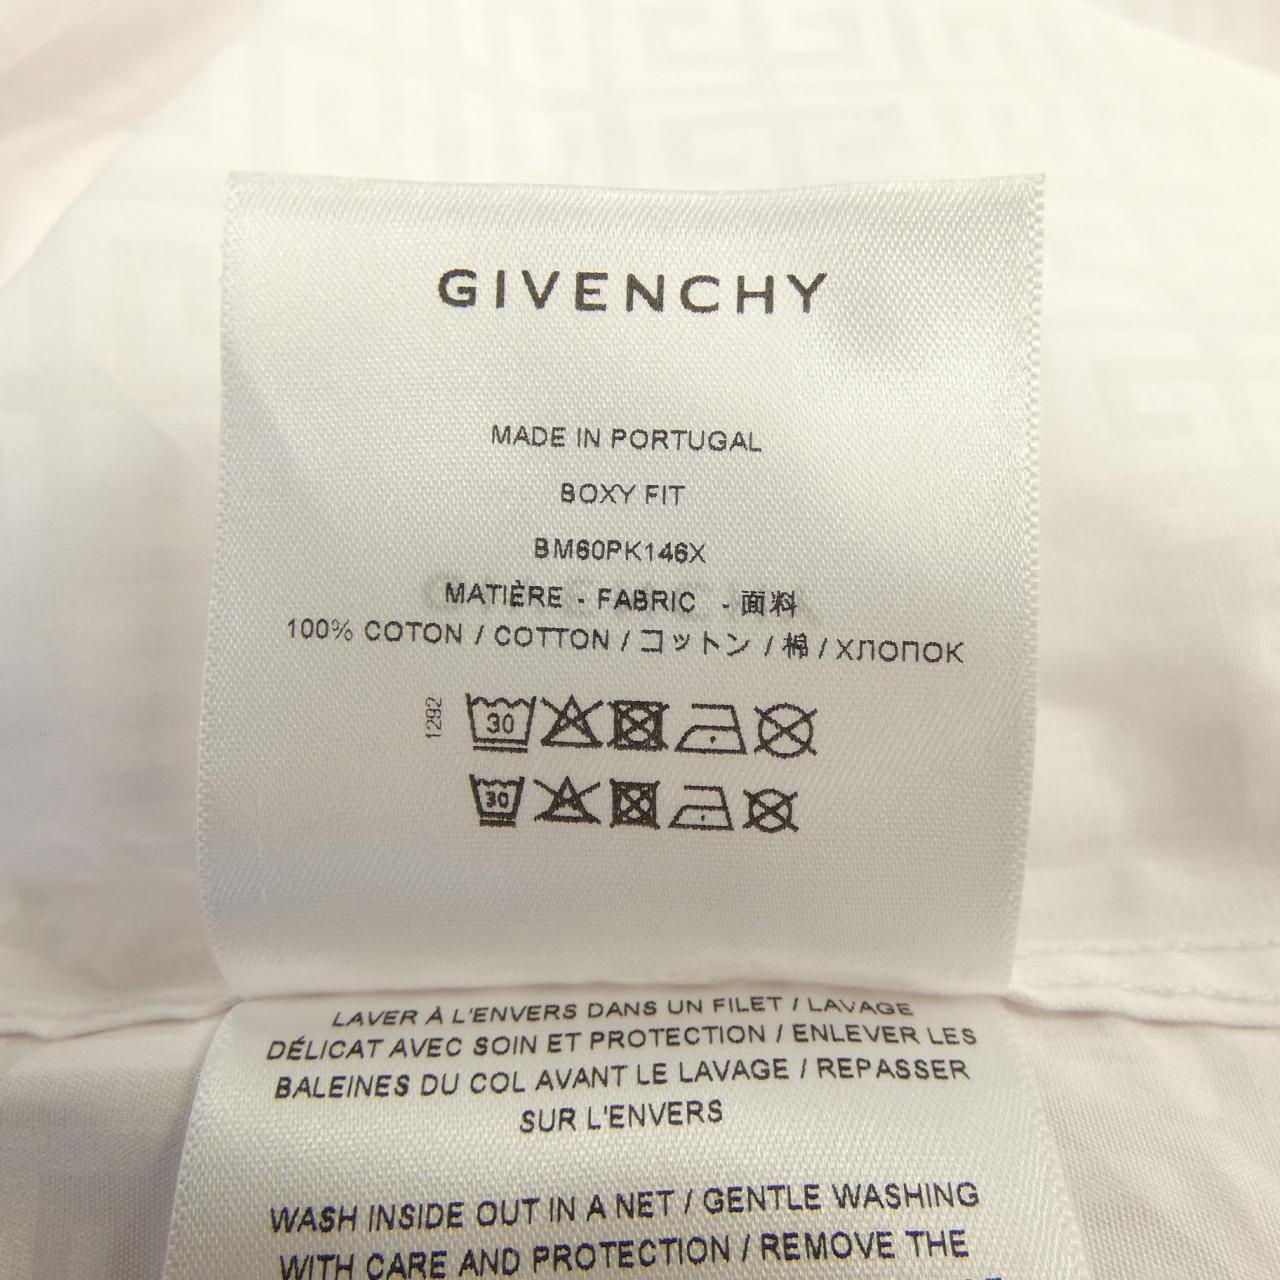 GIVENCHY
MADE IN PORTUGAL
BOXY FIT
BM60PK146X
MATIÈRE - FABRIC - 面料
100% COTON / COTTON / コットン / 棉 / ХЛОПОК
1292
30
30
LAVER À L'ENVERS DANS UN FILET / LAVAGE
DÉLICAT AVEC SOIN ET PROTECTION / ENLEVER LES
BALEINES DU COL AVANT LE LAVAGE / REPASSER
SUR L'ENVERS
WASH INSIDE OUT IN A NET / GENTLE WASHING
WITH CARE AND PROTECTION / REMOVE THE